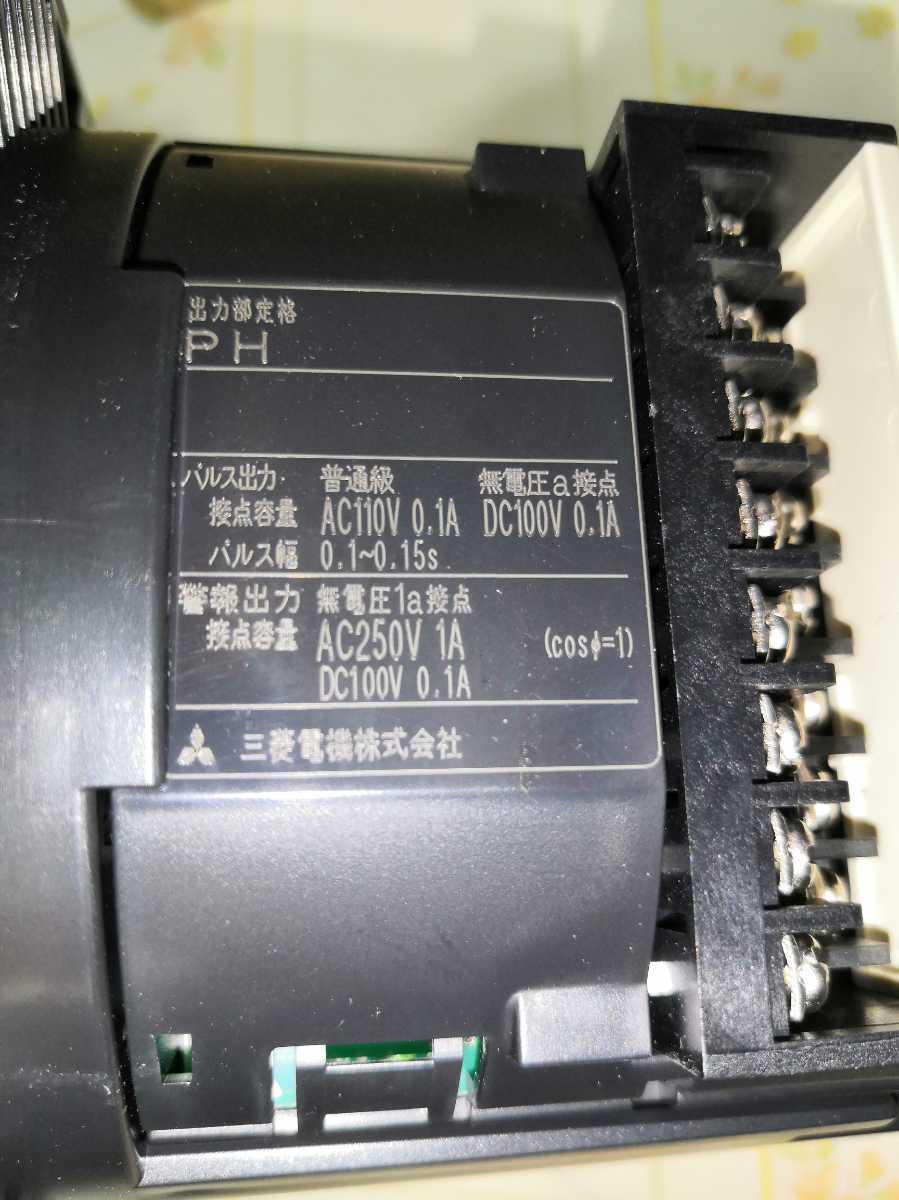 出力部定格
PH
パルス出力 普通級 無電圧a接点
接点容量 AC110V 0.1A DC100V 0.1A
パルス幅 0.1~0.15s
警報出力 無電圧1a接点
接点容量 AC250V 1A (cosφ=1)
DC100V 0.1A
三菱電機株式会社